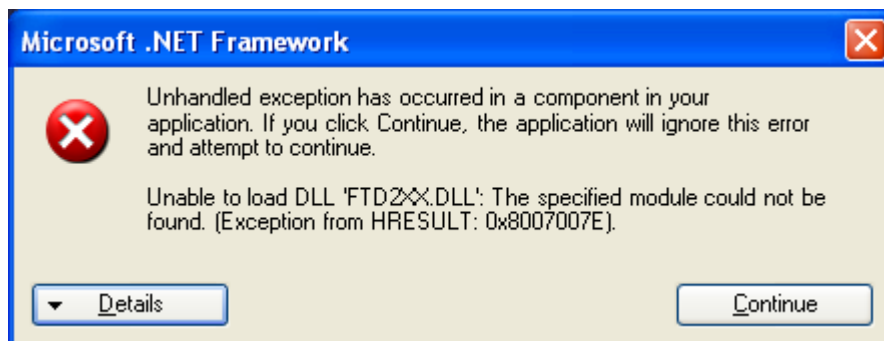 Microsoft .NET Framework
Unhandled exception has occurred in a component in your
application. If you click Continue, the application will ignore this error
and attempt to continue.
Unable to load DLL 'FTD2XX.DLL': The specified module could not be
found. (Exception from HRESULT: 0x8007007E).
Details
Continue